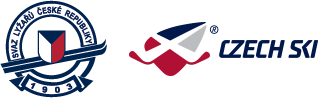 SVAZ LYŽAŘŮ ČESKÉ REPUBLIKY
1903
® CZECH SKI